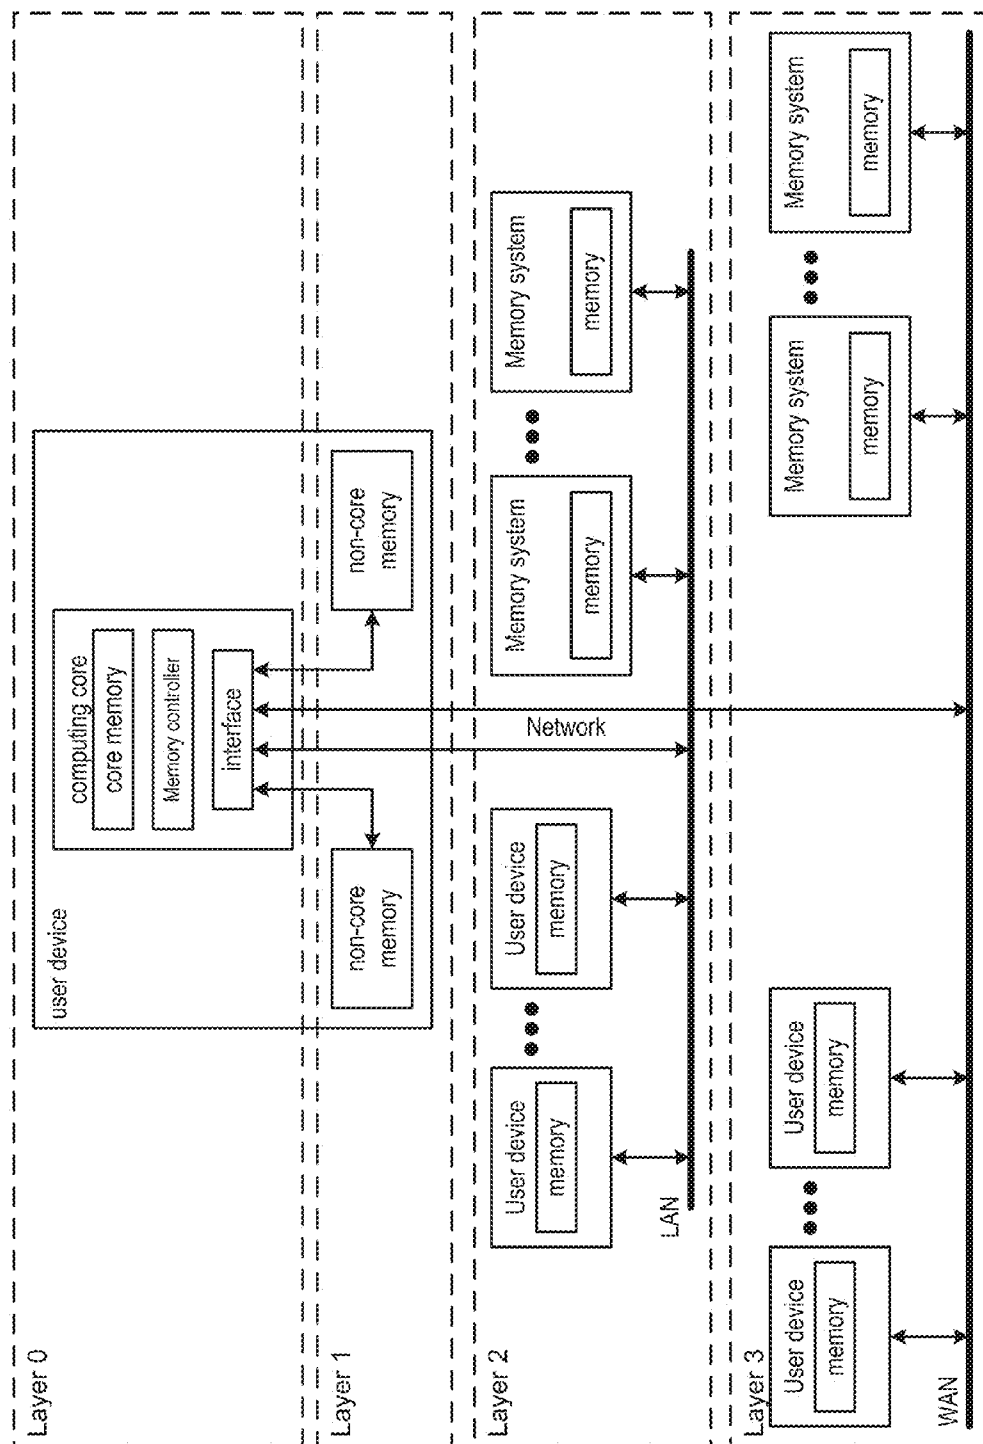 Layer 0
user device
computing core
core memory
Memory controller
interface
Layer 1
non-core
memory
non-core
memory
Layer 2
User device
memory
User device
memory
Network
Memory system
memory
Memory system
memory
LAN
Layer 3
User device
memory
User device
memory
Memory system
memory
Memory system
memory
WAN